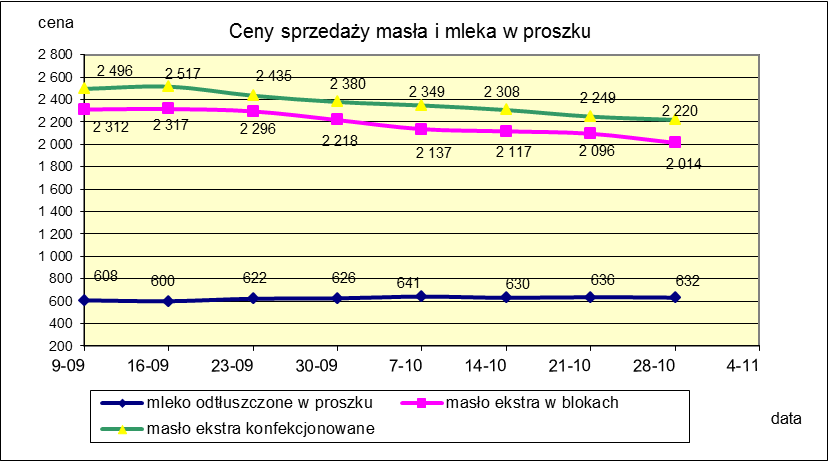 cena
Ceny sprzedaży masła i mleka w proszku
2 800
2 600
2 400
2 200
2 000
1 800
1 600
1 400
1 200
1 000
800
600
400
200
2 496 2 517 2 435 2 380 2 349 2 308 2 249 2 220
2 312 2 317 2 296 2 218 2 137 2 117 2 096 2 014
608 600 622 626 641 630 636 632
9-09 16-09 23-09 30-09 7-10 14-10 21-10 28-10 4-11
mleko odtłuszczone w proszku masło ekstra w blokach
masło ekstra konfekcjonowane
data